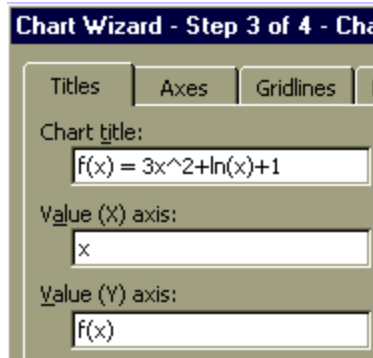 Chart Wizard - Step 3 of 4 - Cha
Titles Axes Gridlines
Chart title:
f(x) = 3x^2+ln(x)+1
Value (X) axis:
x
Value (Y) axis:
f(x)